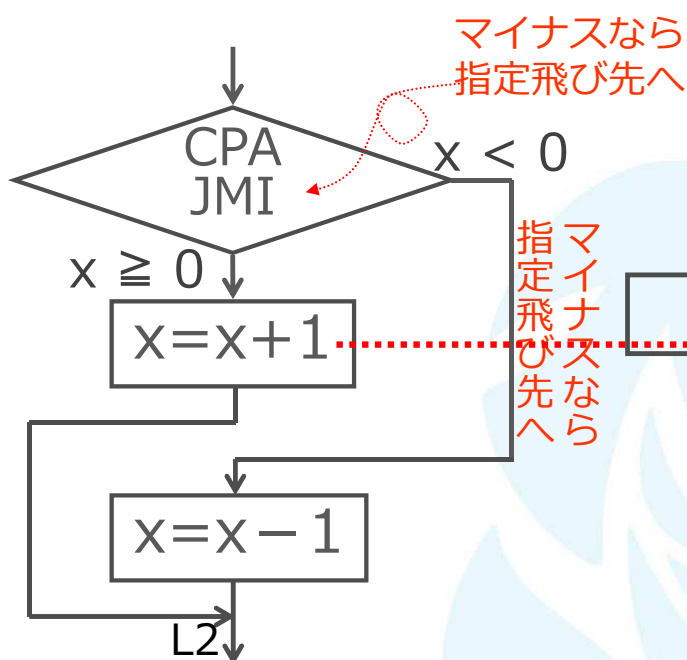 マイナスなら
指定飛び先へ
CPA
JMI
x < 0
x ≧ 0
マイナスなら
指定飛び先へ
x=x+1
x=x－1
L2